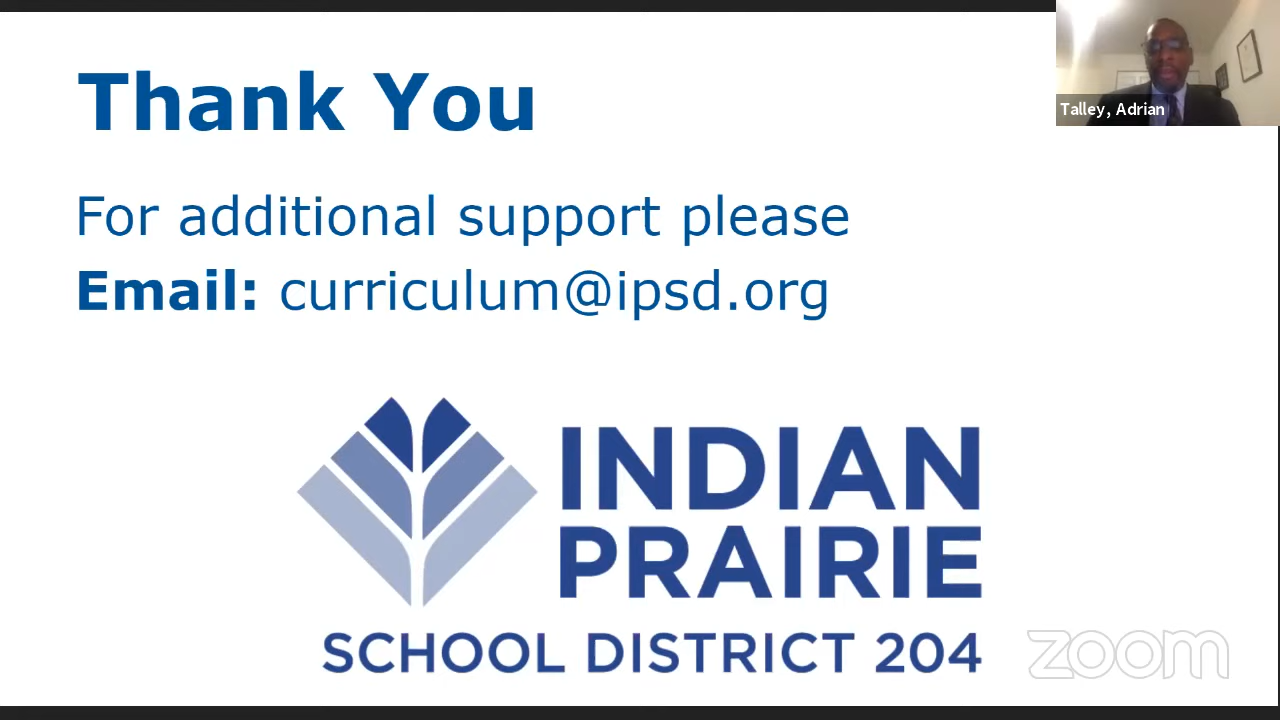 Thank You
Talley, Adrian
For additional support please
Email: curriculum@ipsd.org
INDIAN
PRAIRIE
SCHOOL DISTRICT 204
zoom